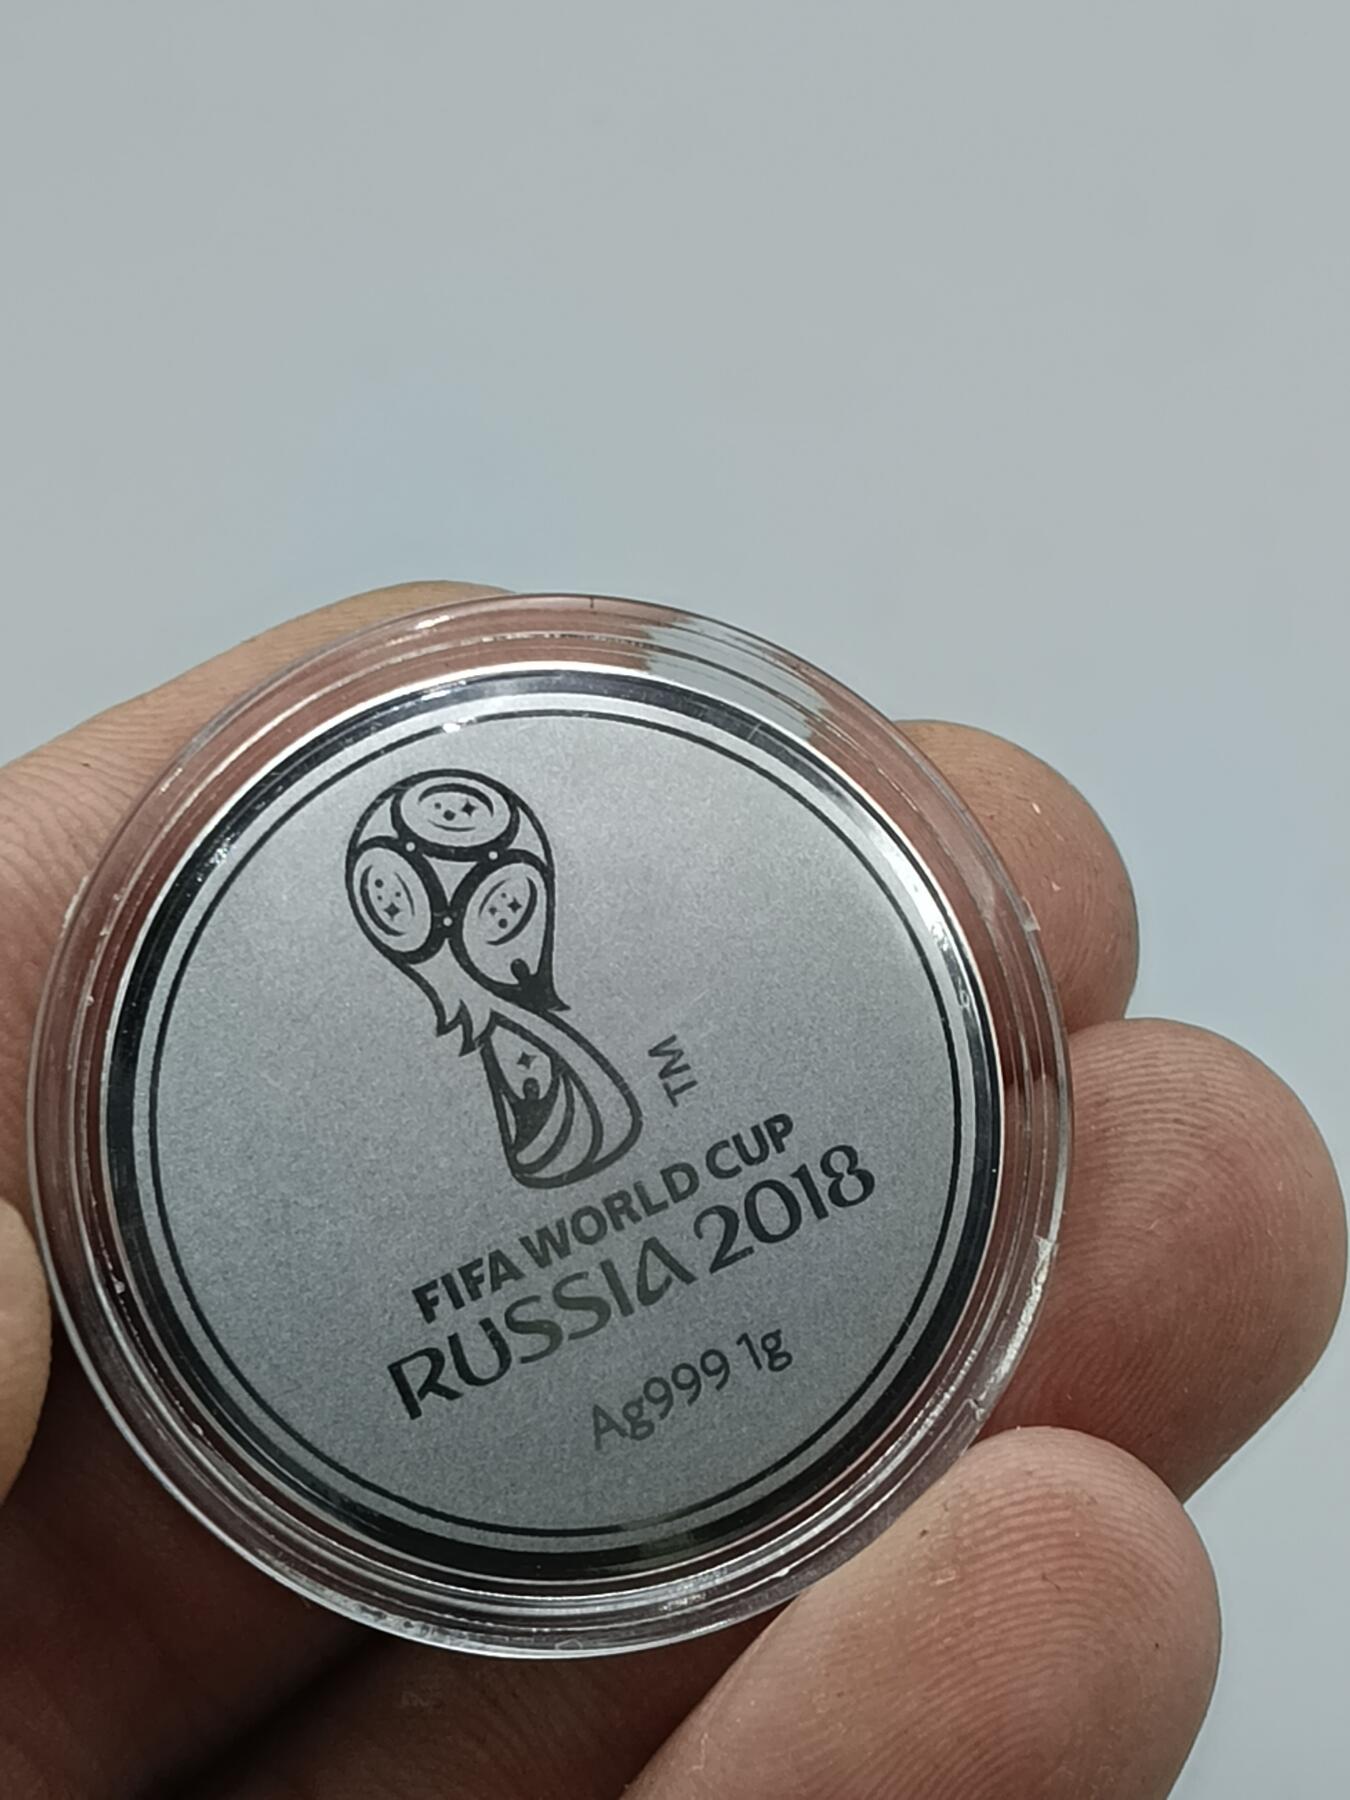 TM
FIFA WORLD CUP
RUSSIA 2018
Ag999 1g